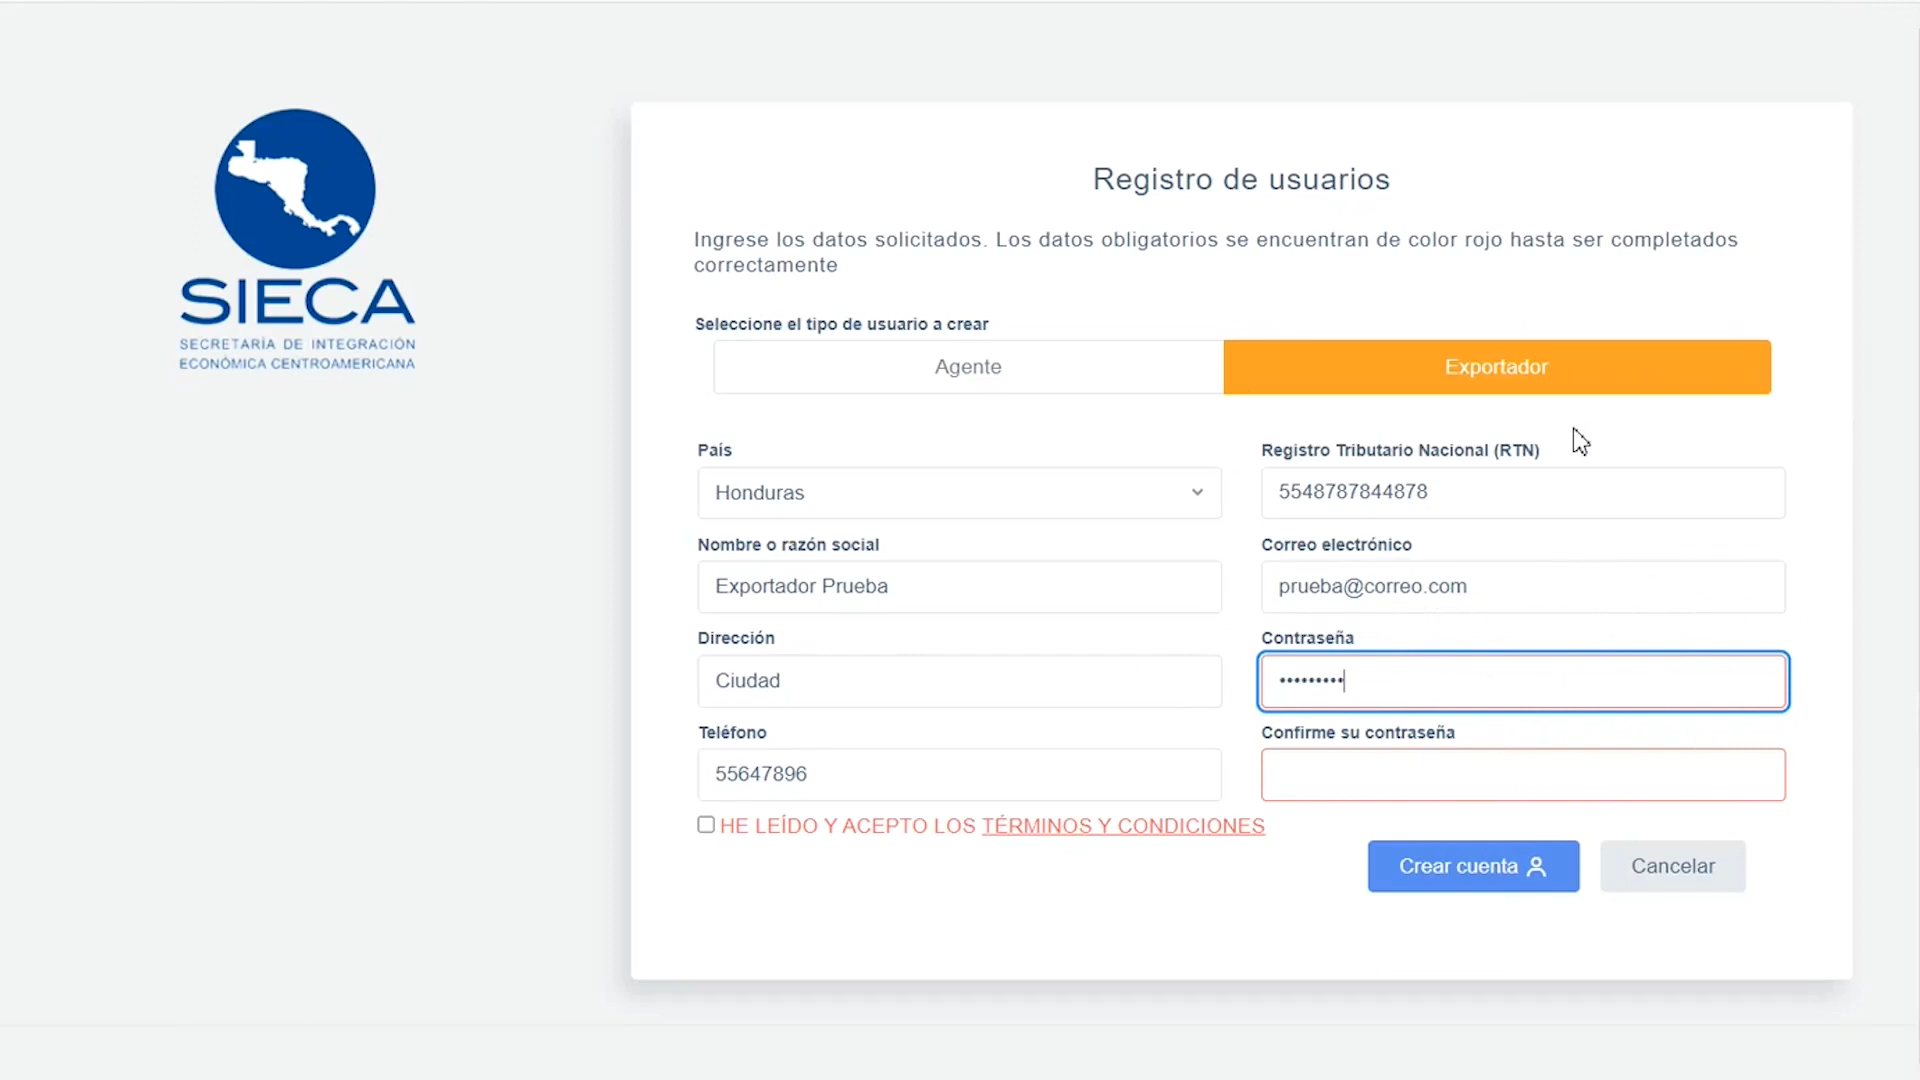 SIECA
SECRETARÍA DE INTEGRACIÓN
ECONÓMICA CENTROAMERICANA
Registro de usuarios
Ingrese los datos solicitados. Los datos obligatorios se encuentran de color rojo hasta ser completados
correctamente
Seleccione el tipo de usuario a crear
Agente
Exportador
País
Registro Tributario Nacional (RTN)
Honduras
5548787844878
Nombre o razón social
Correo electrónico
Exportador Prueba
prueba@correo.com
Dirección
Contraseña
Ciudad
•••••••••
Teléfono
Confirme su contraseña
55647896
HE LEÍDO Y ACEPTO LOS TÉRMINOS Y CONDICIONES
Crear cuenta
Cancelar